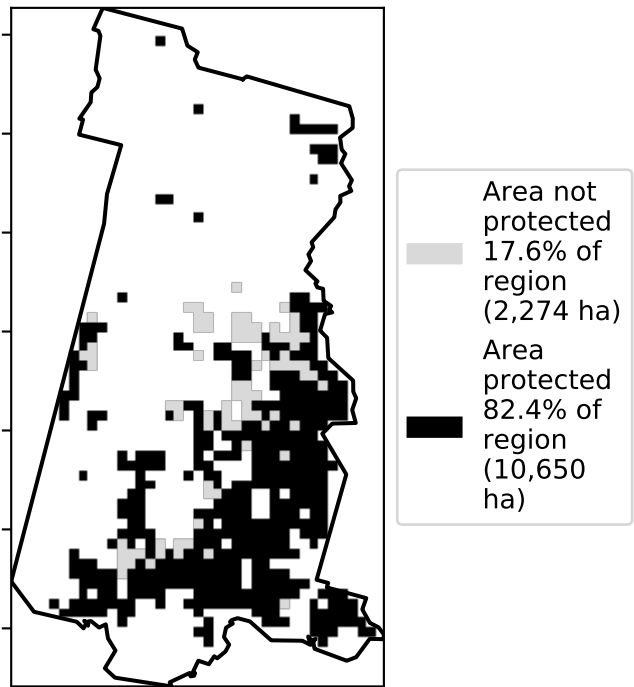 Area not
protected
17.6% of
region
(2,274 ha)
Area
protected
82.4% of
region
(10,650
ha)